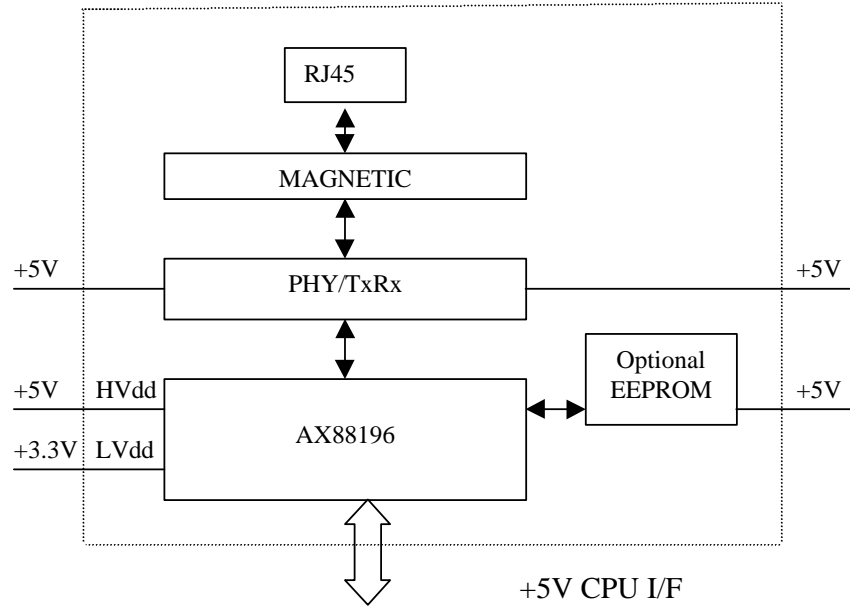 RJ45
MAGNETIC
+5V
PHY/TxRx
+5V
Optional
EEPROM
+5V
HVdd
+5V
AX88196
+3.3V
LVdd
+5V CPU I/F